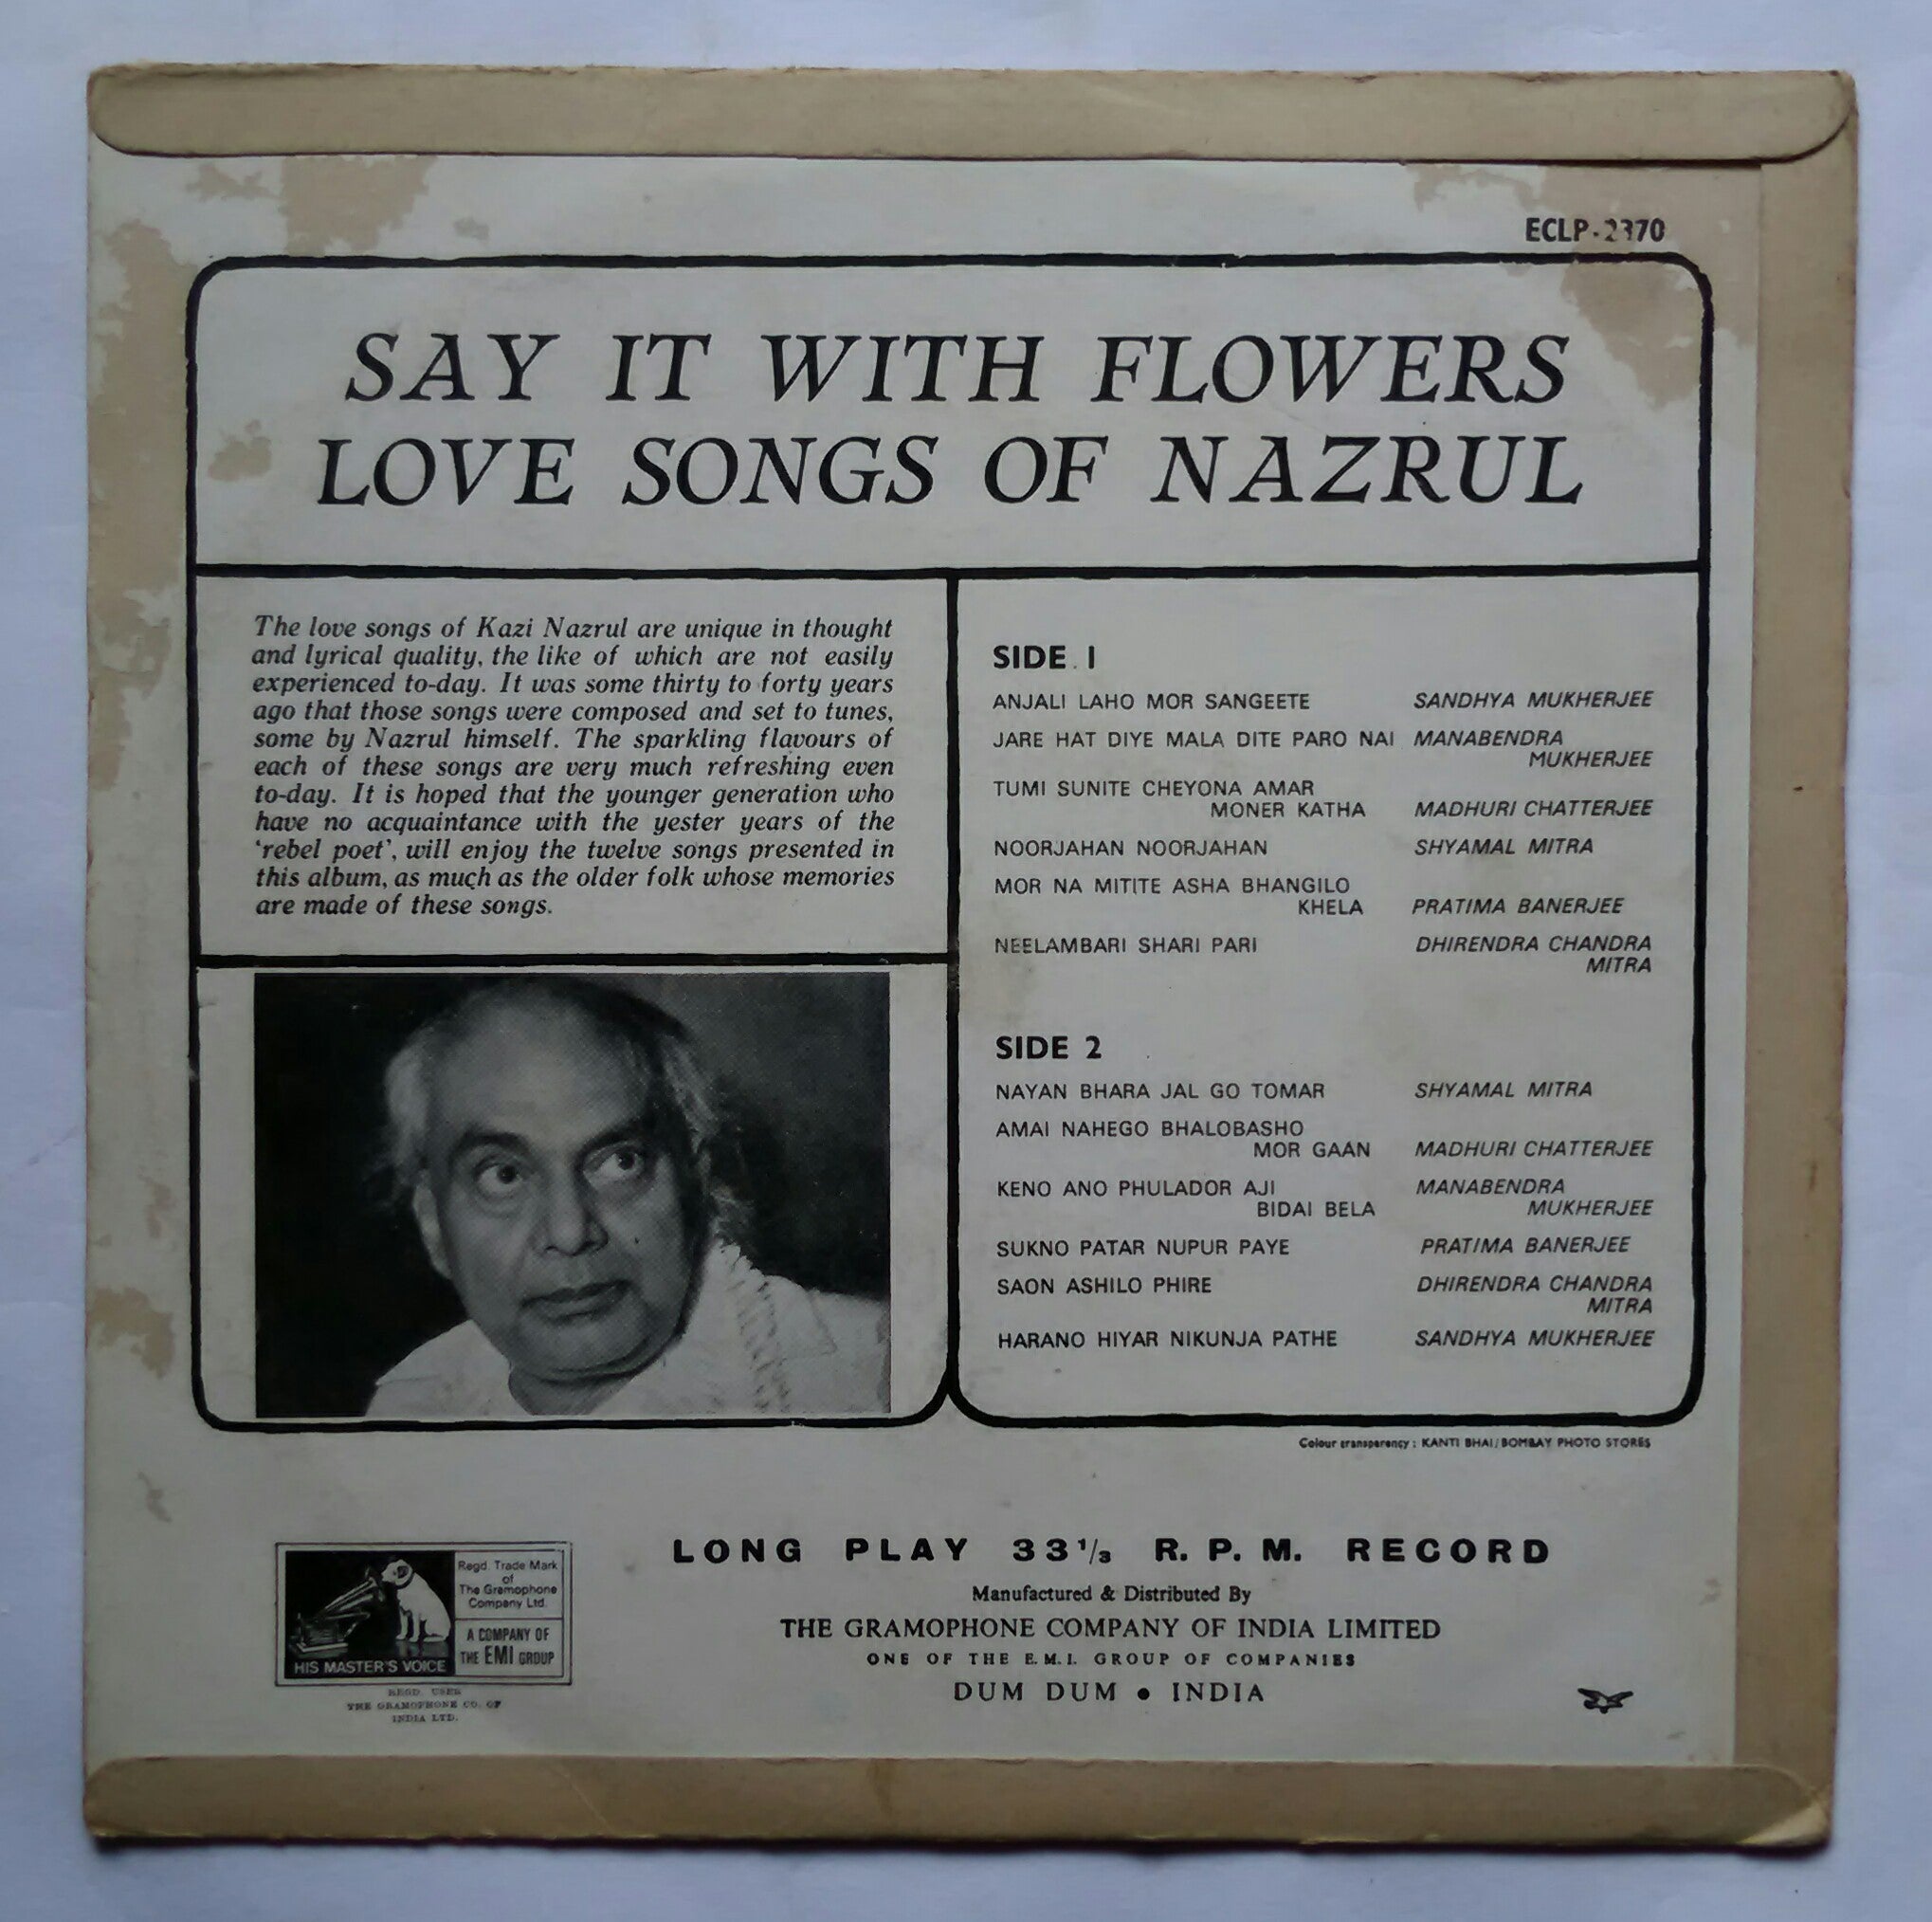 ECLP-2370
SAY IT WITH FLOWERS
LOVE SONGS OF NAZRUL
The love songs of Kazi Nazrul are unique in thought
and lyrical quality, the like of which are not easily
experienced to-day. It was some thirty to forty years
ago that those songs were composed and set to tunes,
some by Nazrul himself. The sparkling flavours of
each of these songs are very much refreshing even
to-day. It is hoped that the younger generation who
have no acquaintance with the yester years of the
‘rebel poet’, will enjoy the twelve songs presented in
this album, as much as the older folk whose memories
are made of these songs.
SIDE 1
ANJALI LAHO MOR SANGEETE SANDHYA MUKHERJEE
JARE HAT DIYE MALA DITE PARO NAI MANABENDRA
MUKHERJEE
TUMI SUNITE CHEYONA AMAR
MONER KATHA MADHURI CHATTERJEE
NOORJAHAN NOORJAHAN SHYAMAL MITRA
MOR NA MITITE ASHA BHANGILO
KHELA PRATIMA BANERJEE
NEELAMBARI SHARI PARI DHIRENDRA CHANDRA
MITRA
SIDE 2
NAYAN BHARA JAL GO TOMAR SHYAMAL MITRA
AMAI NAHEGO BHALOBASHO
MOR GAAN MADHURI CHATTERJEE
KENO ANO PHULADOR AJI MANABENDRA
BIDAI BELA MUKHERJEE
SUKNO PATAR NUPUR PAYE PRATIMA BANERJEE
SAON ASHILO PHIRE DHIRENDRA CHANDRA
MITRA
HARANO HIYAR NIKUNJA PATHE SANDHYA MUKHERJEE
Colour transparency : KANTI BHAI/BOMBAY PHOTO STORES
Regd. Trade Mark
of
The Gramophone
Company Ltd.
A COMPANY OF
THE EMI GROUP
HIS MASTER'S VOICE
REGD. USER
THE GRAMOPHONE CO. OF
INDIA LTD.
LONG PLAY 33 1/3 R. P. M. RECORD
Manufactured & Distributed By
THE GRAMOPHONE COMPANY OF INDIA LIMITED
ONE OF THE E.M.I. GROUP OF COMPANIES
DUM DUM ● INDIA